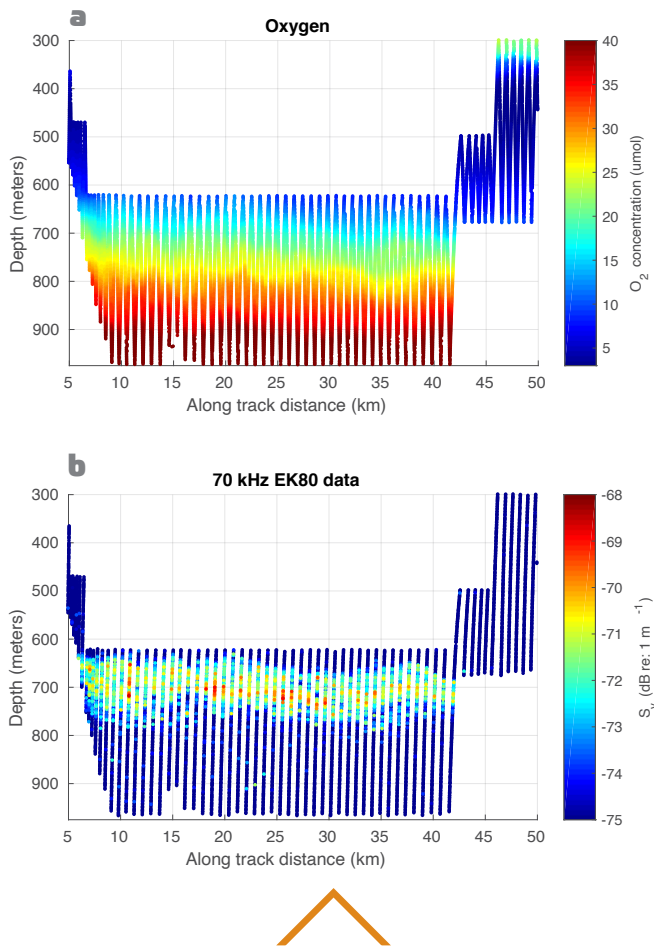 a
Oxygen
300
400
500
600
700
800
900
Depth (meters)
5 10 15 20 25 30 35 40 45 50
Along track distance (km)
40
35
30
25
20
15
10
5
O2 concentration (umol)
b
70 kHz EK80 data
300
400
500
600
700
800
900
Depth (meters)
5 10 15 20 25 30 35 40 45 50
Along track distance (km)
-68
-69
-70
-71
-72
-73
-74
-75
Sv (dB re: 1 m -1)